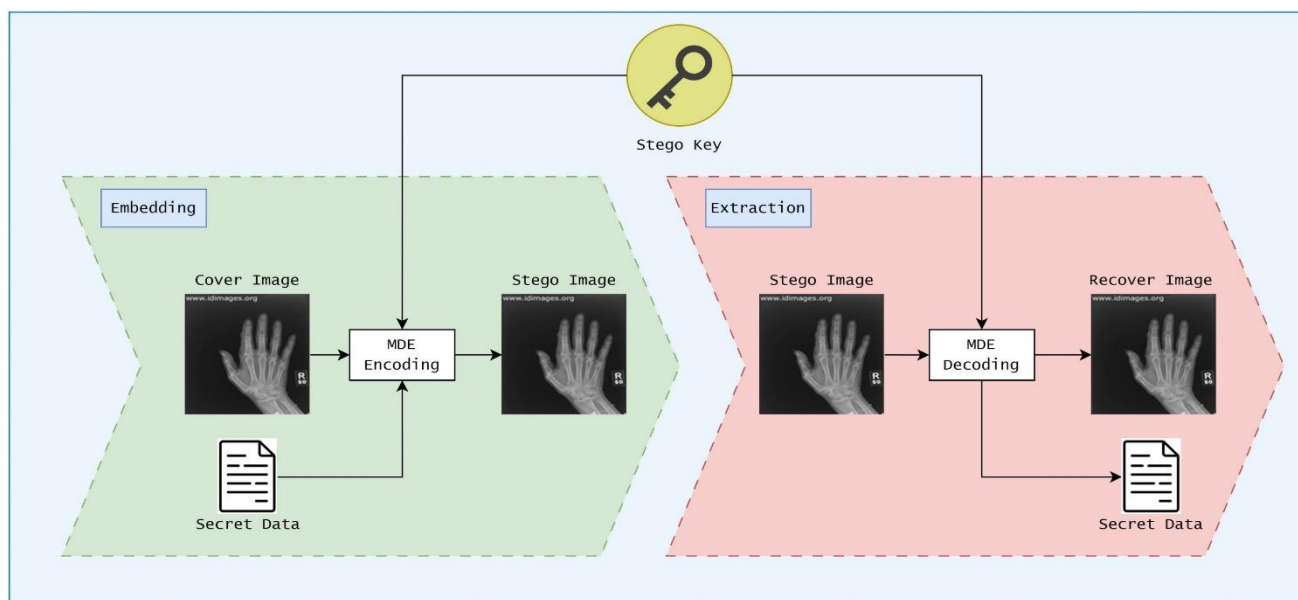 Stego Key
Embedding
Extraction
Cover Image
Stego Image
Stego Image
Recover Image
www.idimages.org
www.idimages.org
www.idimages.org
www.idimages.org
MDE
Encoding
MDE
Decoding
R
R
R
R
Secret Data
Secret Data